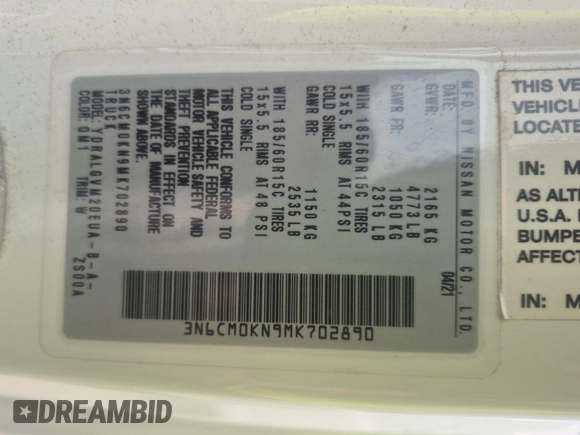 MFD. BY NISSAN MOTOR CO., LTD.
DATE: 04/21
GVWR: 2165 KG
4773 LB
GAWR FR: 1050 KG
2315 LB
WITH 185/60R15C TIRES
15x5.5 RIMS AT 44PSI
COLD SINGLE
GAWR RR: 1150 KG
2535 LB
WITH 185/60R15C TIRES
15x5.5 RIMS AT 48 PSI
COLD SINGLE
THIS VEHICLE CONFORMS TO
ALL APPLICABLE FEDERAL
MOTOR VEHICLE SAFETY AND
THEFT PREVENTION
STANDARDS IN EFFECT ON
THE DATE OF MANUFACTURE
SHOWN ABOVE.
3N6CM0KN9MK702890
TRUCK
MODEL: YDRALGYM20EUA-B-A-
COLOR: QM1 TRIM: W 2S00A
3N6CM0KN9MK702890
THIS VE
VEHICLE
LOCATE
IN: M
AS ALTE
U.S.A.
BUMPE
AFFECT
IN: M
DREAMBID